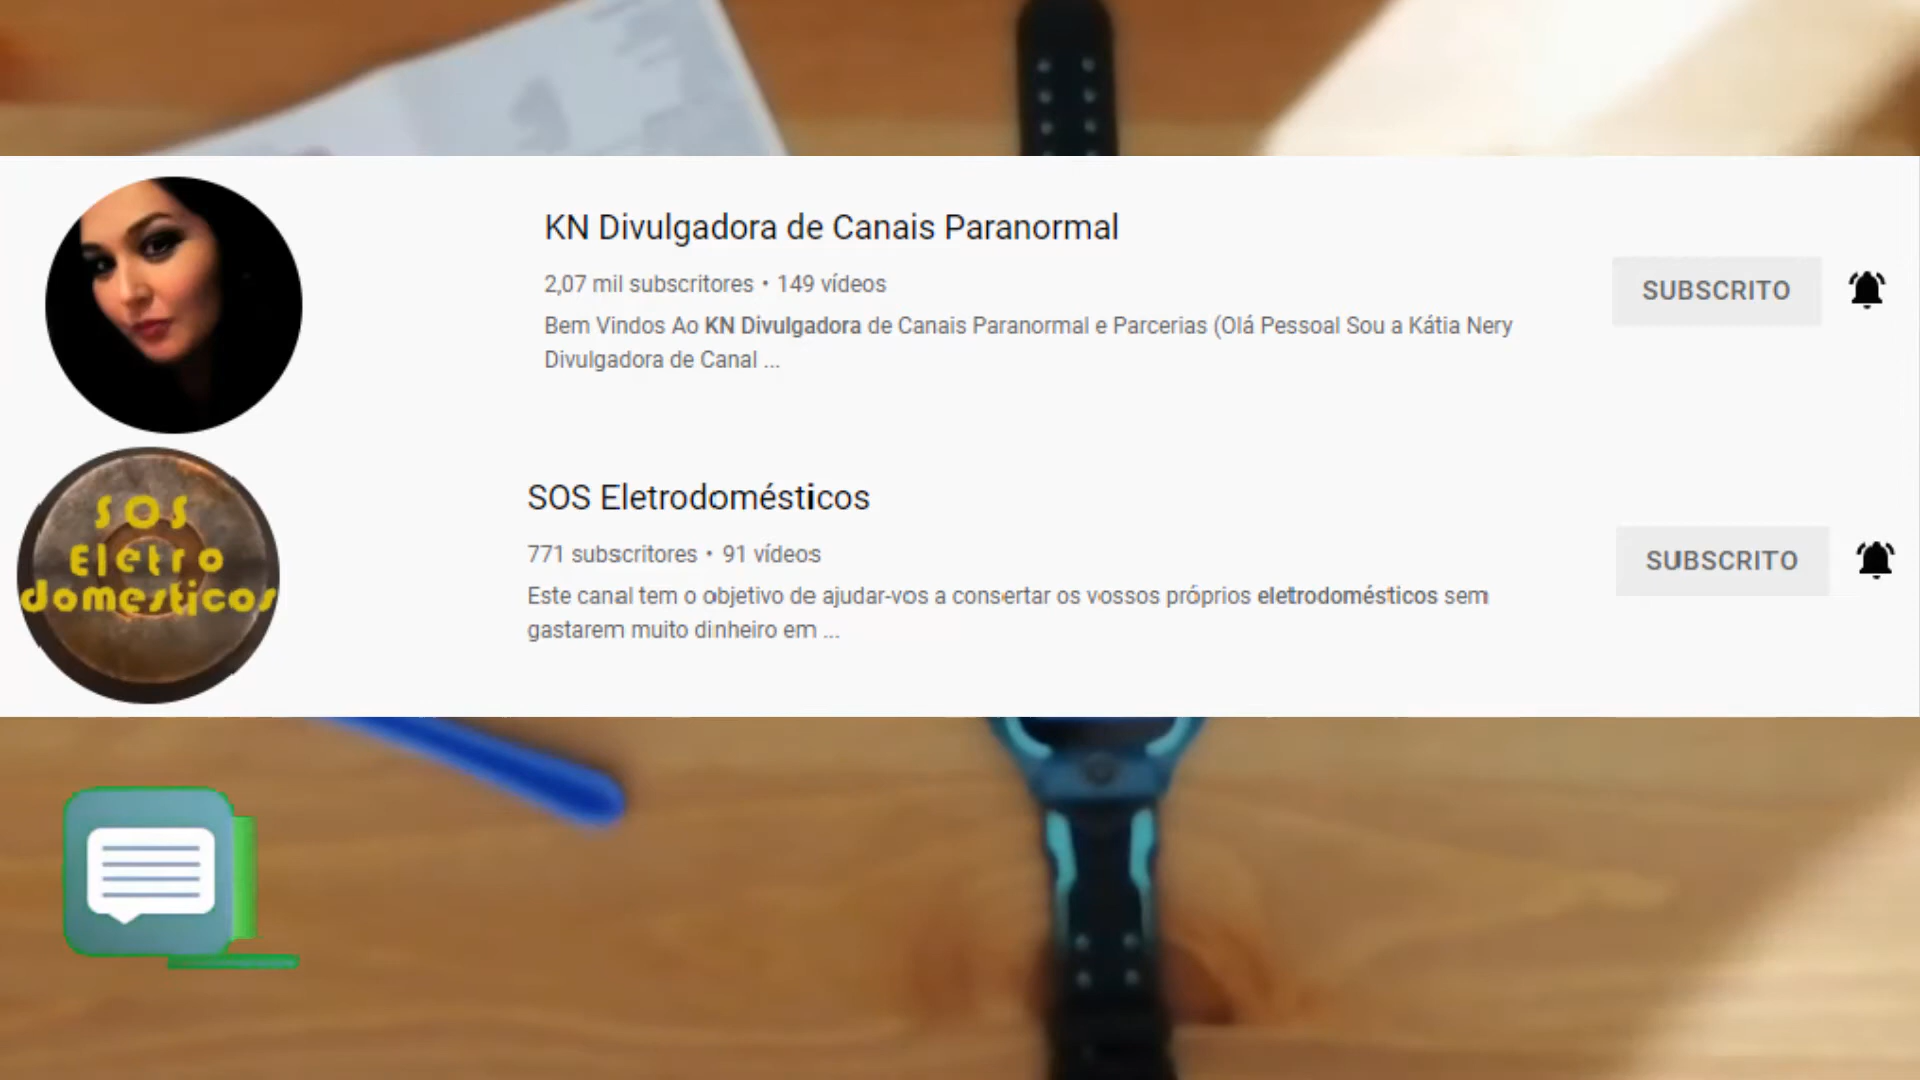 KN Divulgadora de Canais Paranormal
2,07 mil subscritores • 149 vídeos
Bem Vindos Ao KN Divulgadora de Canais Paranormal e Parcerias (Olá Pessoal Sou a Kátia Nery
Divulgadora de Canal ...
SUBSCRITO
SOS
Eletro
domesticos
SOS Eletrodomésticos
771 subscritores • 91 vídeos
Este canal tem o objetivo de ajudar-vos a consertar os vossos próprios eletrodomésticos sem
gastarem muito dinheiro em ...
SUBSCRITO